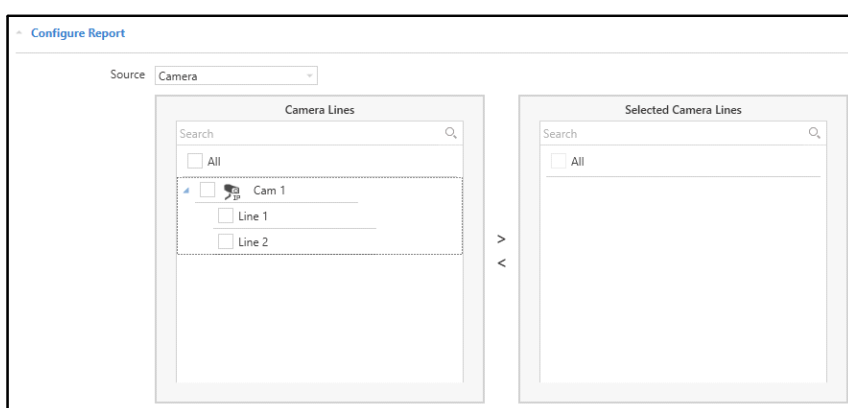 Configure Report
Source Camera
Camera Lines
Search
All
Cam 1
Line 1
Line 2
>
<
Selected Camera Lines
Search
All